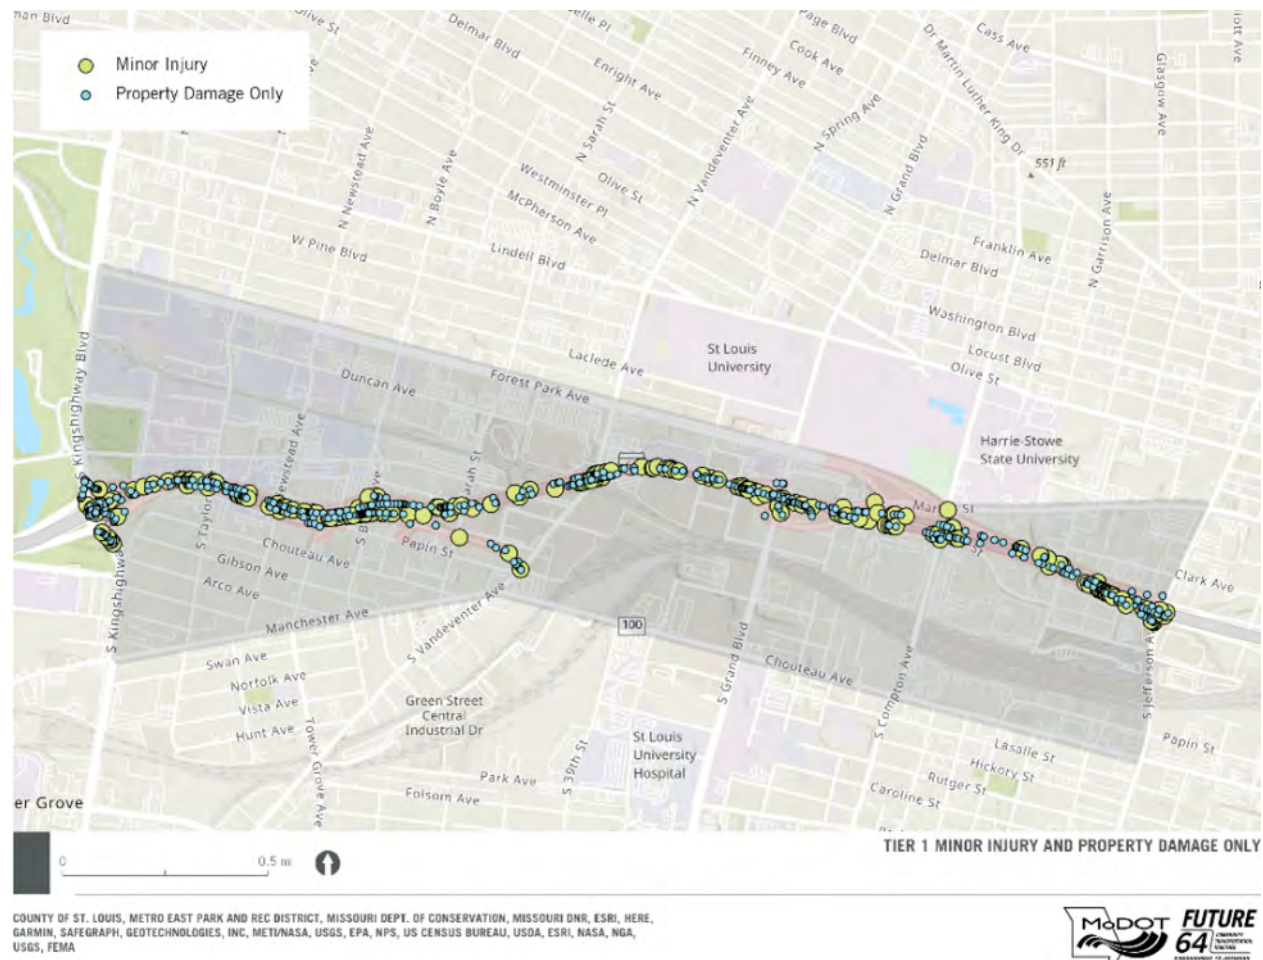 Minor Injury
Property Damage Only
Olive St
Delmar Blvd
Enright Ave
Page Blvd
Cook Ave
Finney Ave
Cass Ave
Dr Martin Luther King Dr
Glasgow Ave
N Spring Ave
N Vandeventer Ave
N Sarah St
N Grand Blvd
551 ft
N Newstead Ave
N Boyle Ave
Westminster Pl
Olive St
McPherson Ave
W Pine Blvd
Lindell Blvd
N Garrison Ave
Franklin Ave
Delmar Blvd
Washington Blvd
Locust Blvd
Olive St
St Louis
University
Laclede Ave
Forest Park Ave
Duncan Ave
S Kingshighway Blvd
Harrie-Stowe
State University
Papin St
Chouteau Ave
Gibson Ave
Arco Ave
Manchester Ave
S Vandeventer Ave
100
Clark Ave
Swan Ave
Norfolk Ave
Vista Ave
Hunt Ave
Tower Grove Ave
Green Street
Central
Industrial Dr
S Grand Blvd
Chouteau Ave
S Compton Ave
Papin St
Lasalle St
Hickory St
Rutger St
Caroline St
St Louis
University
Hospital
S 39th St
Park Ave
Folsom Ave
er Grove
0 0.5 mi
TIER 1 MINOR INJURY AND PROPERTY DAMAGE ONLY
COUNTY OF ST. LOUIS, METRO EAST PARK AND REC DISTRICT, MISSOURI DEPT. OF CONSERVATION, MISSOURI DNR, ESRI, HERE,
GARMIN, SAFEGRAPH, GEOTECHNOLOGIES, INC, METI/NASA, USGS, EPA, NPS, US CENSUS BUREAU, USDA, ESRI, NASA, NGA,
USGS, FEMA
MoDOT
FUTURE
64